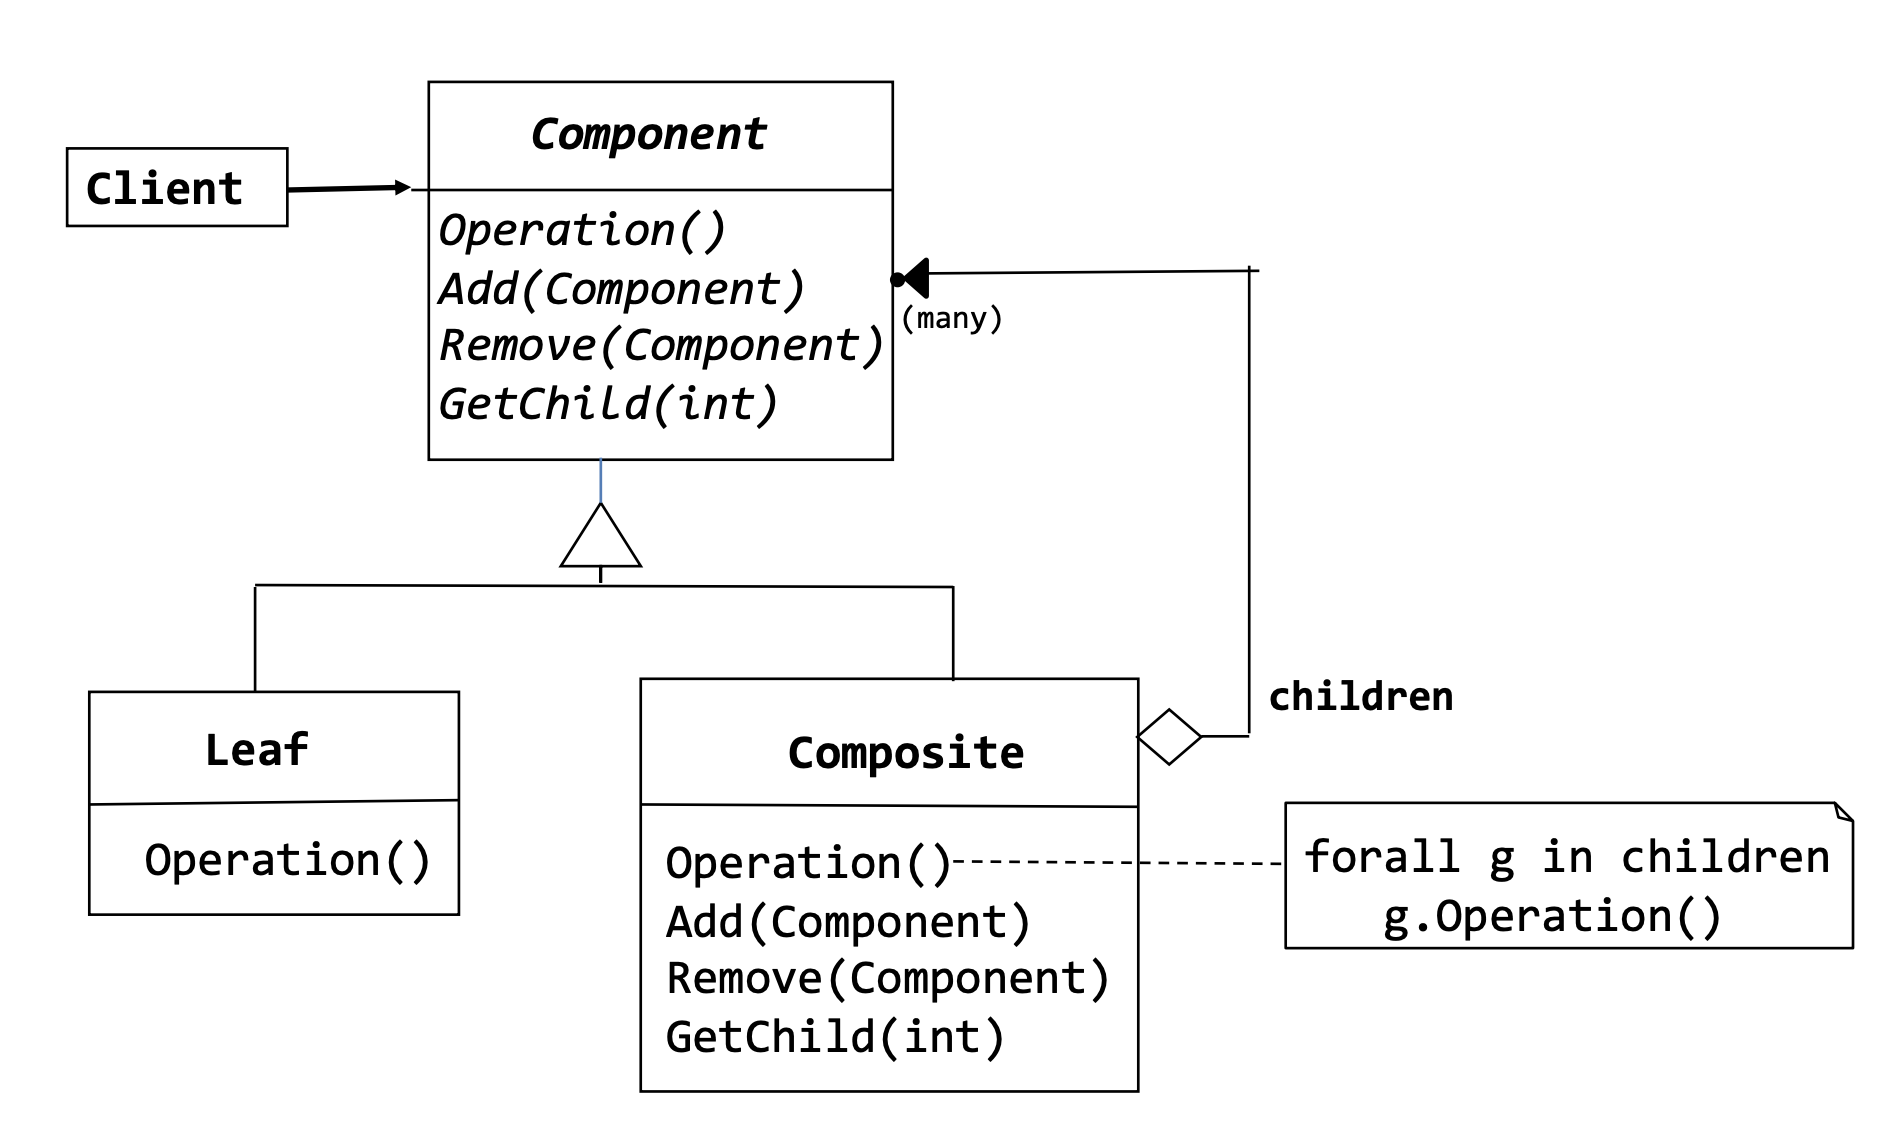 Component
Client
Operation()
Add(Component)
Remove(Component)
GetChild(int)
(many)
children
Leaf
Operation()
Composite
Operation()
Add(Component)
Remove(Component)
GetChild(int)
forall g in children
g.Operation()